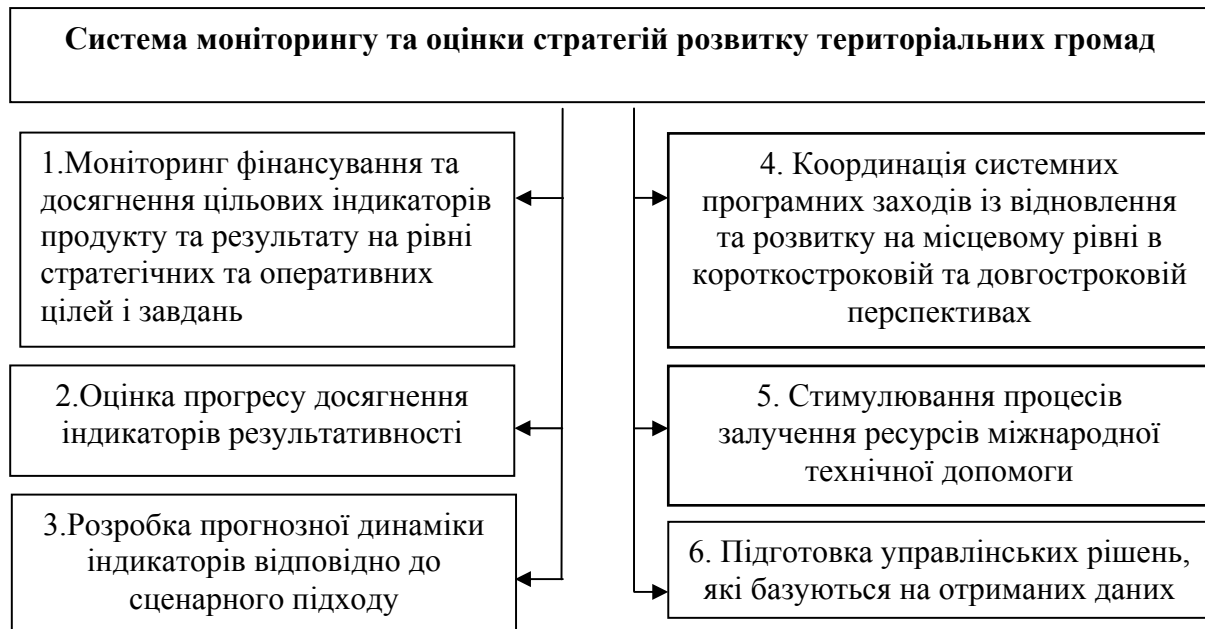 Система моніторингу та оцінки стратегій розвитку територіальних громад
1.Моніторинг фінансування та
досягнення цільових індикаторів
продукту та результату на рівні
стратегічних та оперативних
цілей і завдань
2.Оцінка прогресу досягнення
індикаторів результативності
3.Розробка прогнозної динаміки
індикаторів відповідно до
сценарного підходу
4. Координація системних
програмних заходів із відновлення
та розвитку на місцевому рівні в
короткостроковій та довгостроковій
перспективах
5. Стимулювання процесів
залучення ресурсів міжнародної
технічної допомоги
6. Підготовка управлінських рішень,
які базуються на отриманих даних